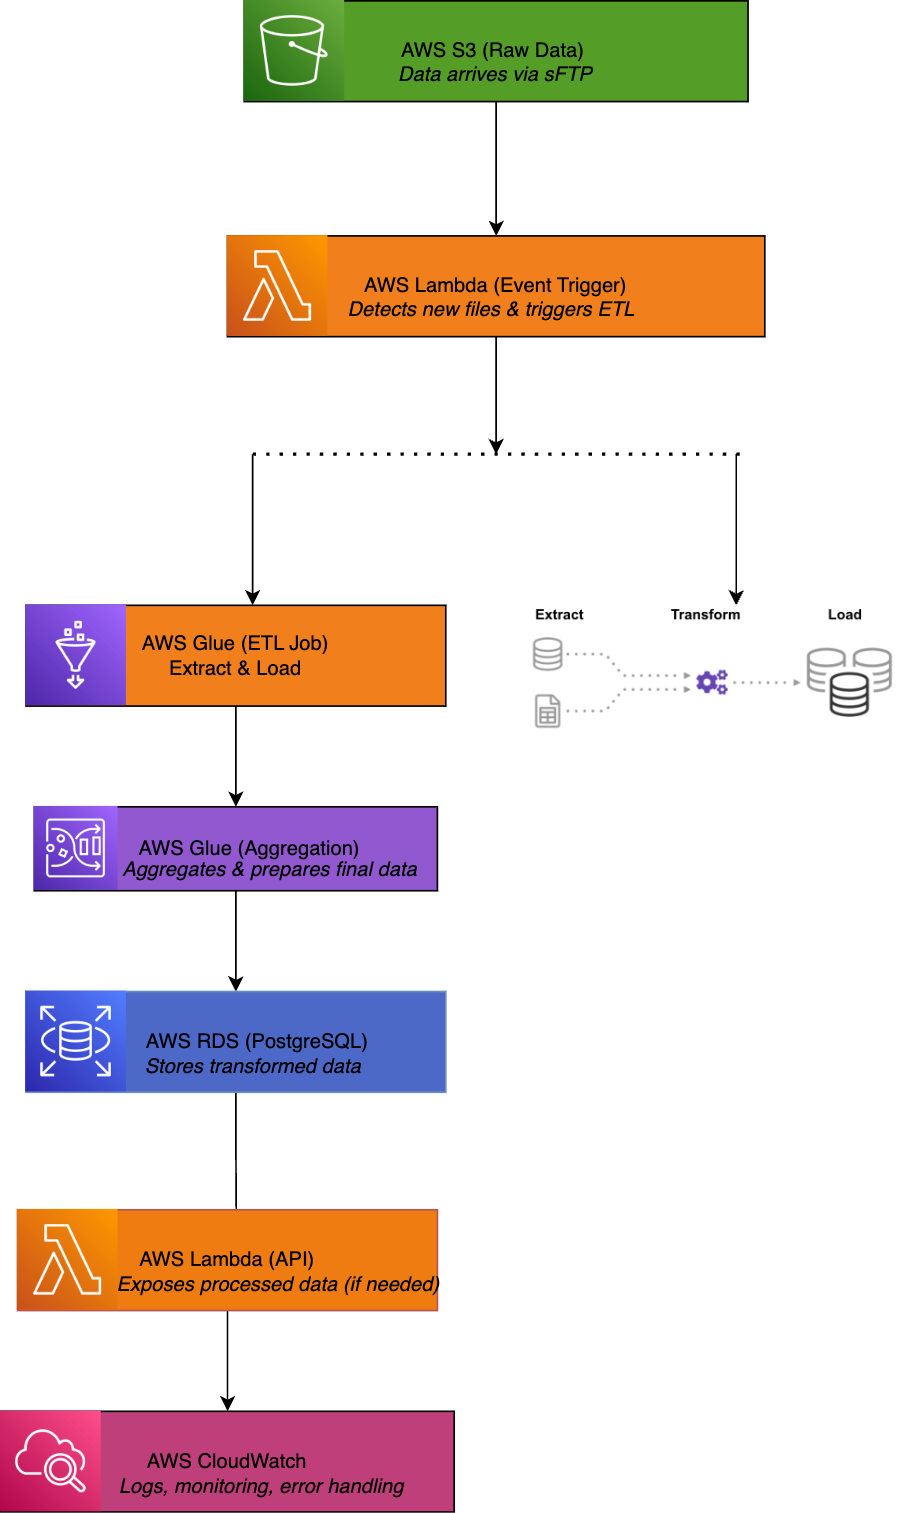 AWS S3 (Raw Data)
Data arrives via sFTP
AWS Lambda (Event Trigger)
Detects new files & triggers ETL
AWS Glue (ETL Job)
Extract & Load
Extract
Transform
Load
AWS Glue (Aggregation)
Aggregates & prepares final data
AWS RDS (PostgreSQL)
Stores transformed data
AWS Lambda (API)
Exposes processed data (if needed)
AWS CloudWatch
Logs, monitoring, error handling